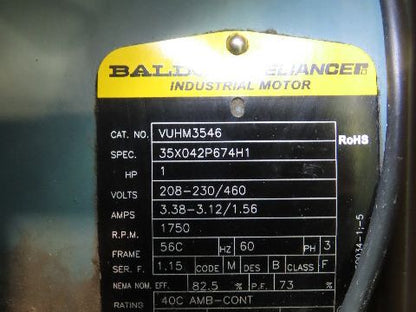 BALDOR RELIANCER
INDUSTRIAL MOTOR
CAT. NO. VUHM3546
RoHS
SPEC. 35X042P674H1
HP 1
VOLTS 208-230/460
AMPS 3.38-3.12/1.56
R.P.M. 1750
FRAME 56C HZ 60 PH 3
SER. F. 1.15 CODE M DES B CLASS F
NEMA NOM. EFF. 82.5 % P.F. 73 %
RATING 40C AMB-CONT